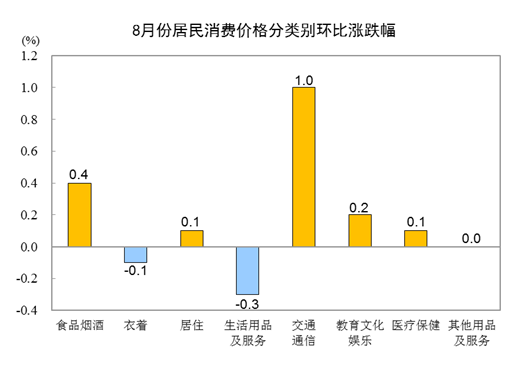 8月份居民消费价格分类别环比涨跌幅
(%)
1.2
1.0
0.8
0.6
0.4
0.2
0.0
-0.2
-0.4
0.4
-0.1
0.1
-0.3
1.0
0.2
0.1
0.0
食品烟酒
衣着
居住
生活用品
及服务
交通
通信
教育文化
娱乐
医疗保健
其他用品
及服务